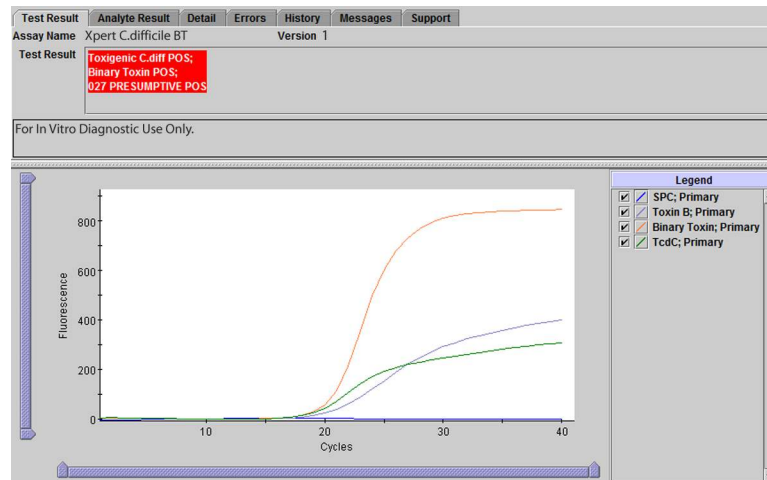 Test Result Analyte Result Detail Errors History Messages Support
Assay Name Xpert C.difficile BT Version 1
Test Result
Toxigenic C.diff POS;
Binary Toxin POS;
027 PRESUMPTIVE POS
For In Vitro Diagnostic Use Only.
Legend
SPC; Primary
Toxin B; Primary
Binary Toxin; Primary
TcdC; Primary
Fluorescence
800
600
400
200
0
10 20 30 40
Cycles